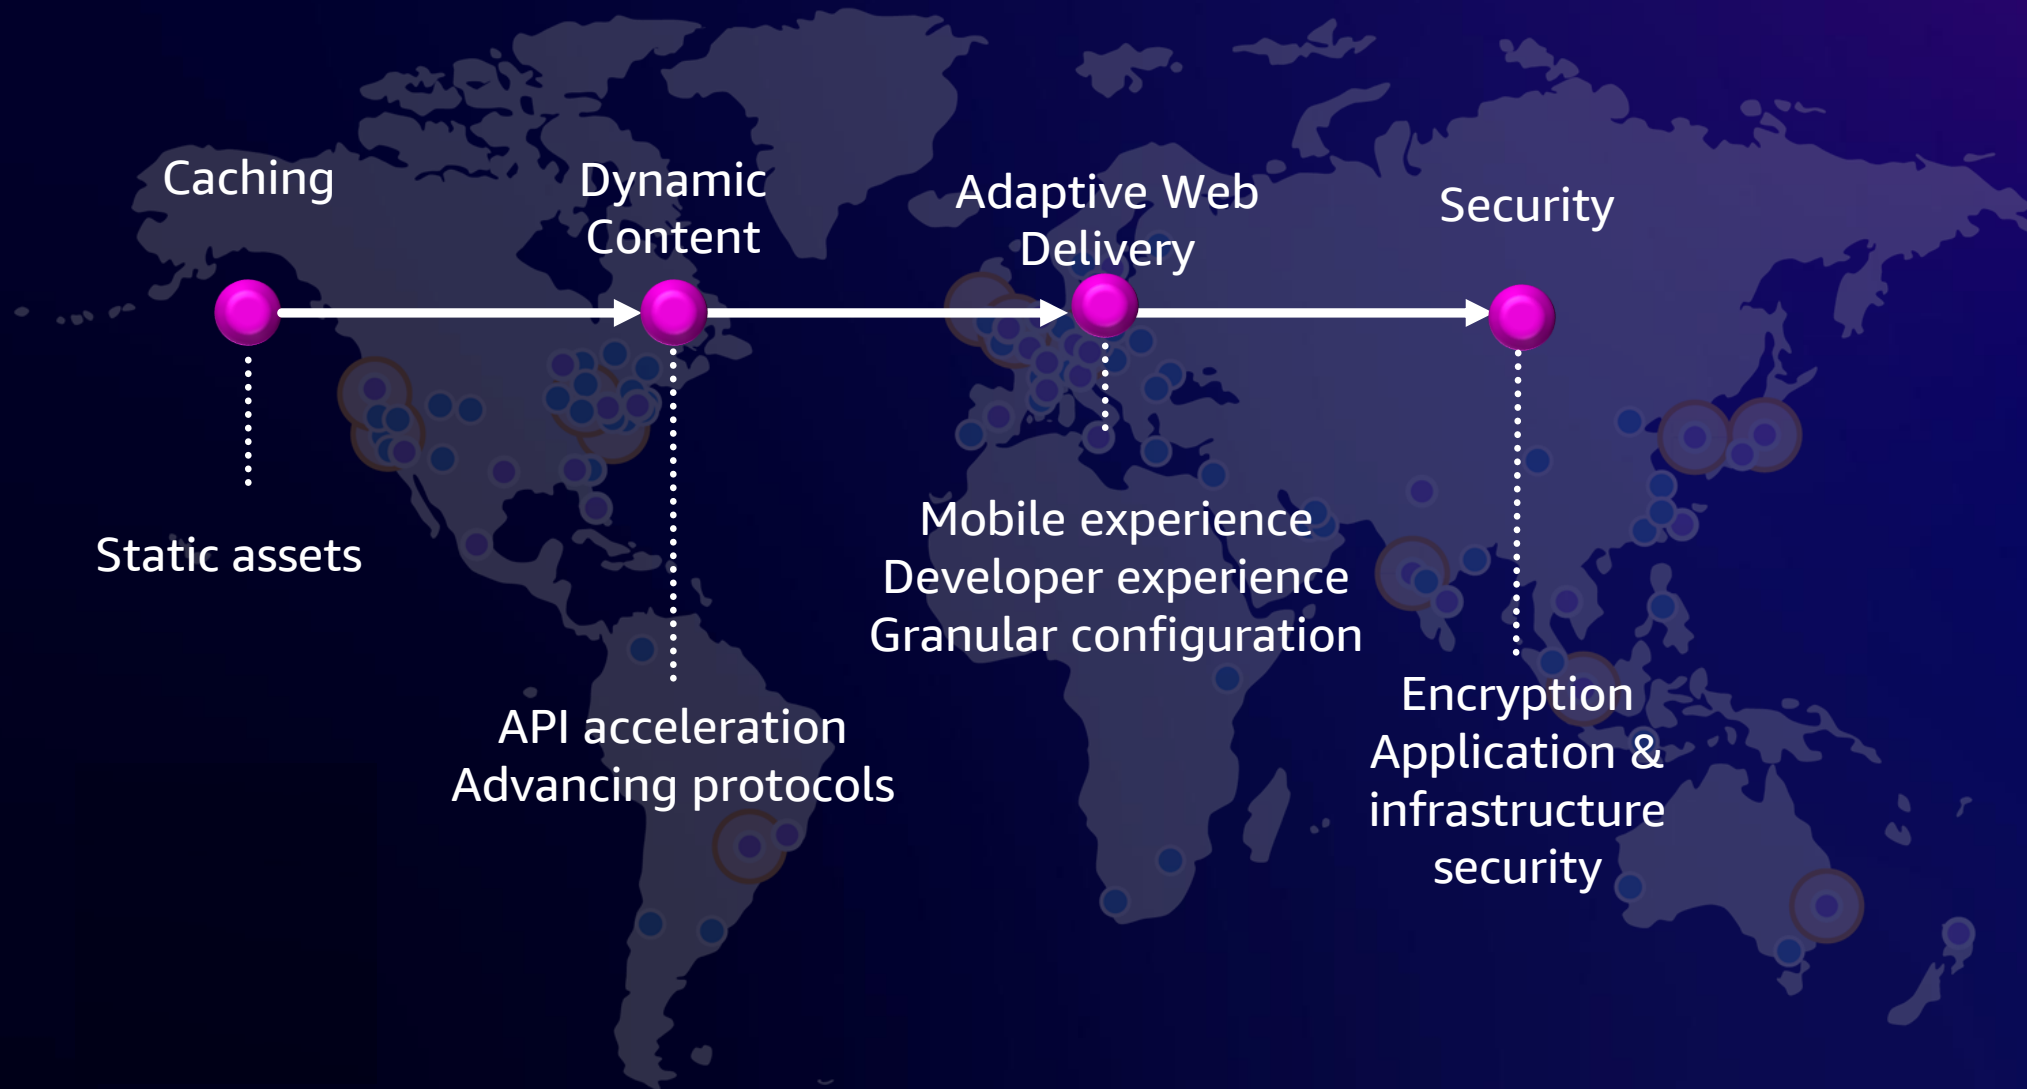 Caching
Dynamic
Content
Adaptive Web
Delivery
Security
Static assets
API acceleration
Advancing protocols
Mobile experience
Developer experience
Granular configuration
Encryption
Application &
infrastructure
security